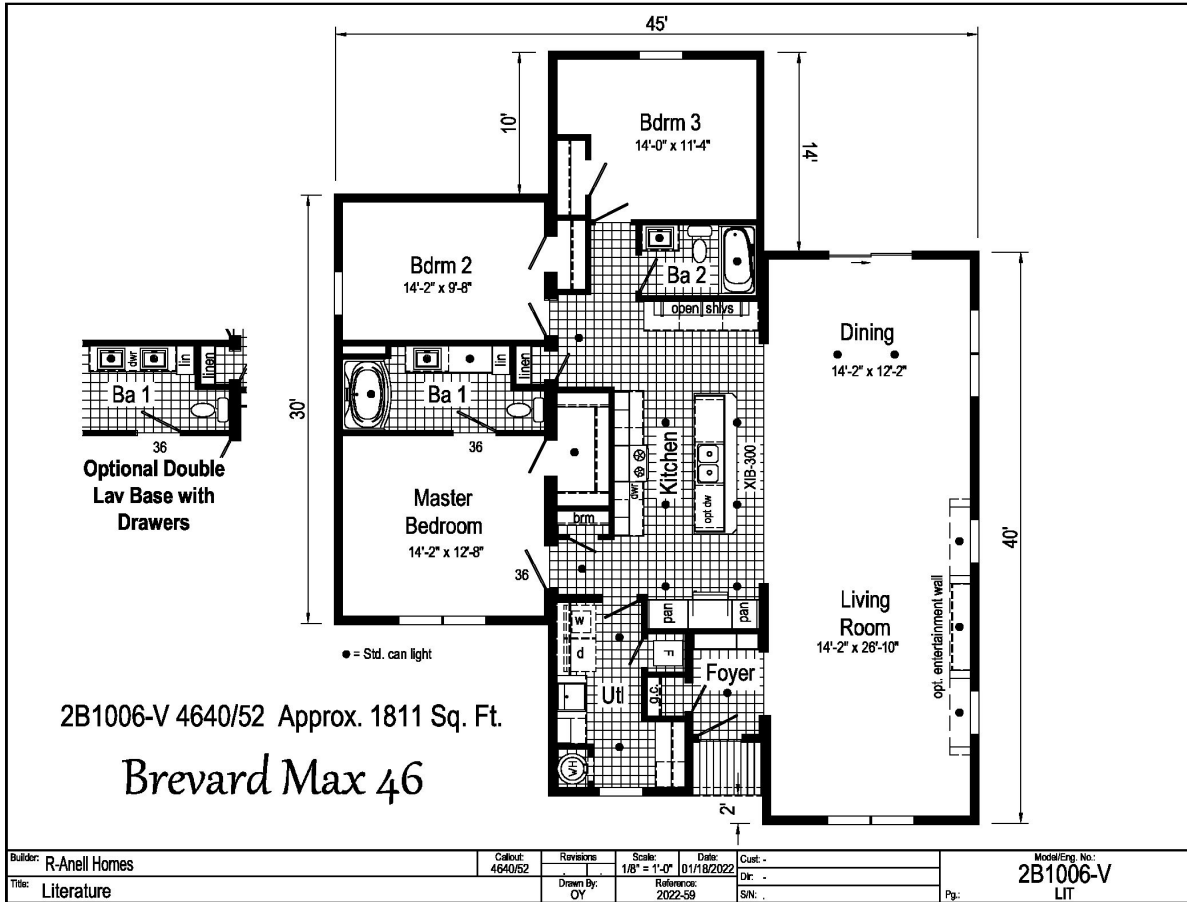 45'
10'
14'
Bdrm 3
14'-0" x 11'-4"
Bdrm 2
14'-2" x 9'-8"
Ba 2
open shlvs
Dining
14'-2" x 12'-2"
30'
40'
dwr
lin
linen
Ba 1
36
Optional Double
Lav Base with
Drawers
lin
linen
Ba 1
36
Master
Bedroom
14'-2" x 12'-8"
36
brm
dwr
Kitchen
opt dw
XIB-300
pan
pan
Living
Room
14'-2" x 26'-10"
opt. entertainment wall
w
d
F
g.c.
Utl
Foyer
HW
2'
● = Std. can light
2B1006-V 4640/52 Approx. 1811 Sq. Ft.
Brevard Max 46
Builder: R-Anell Homes
Callout: 4640/52
Revisions
Scale: 1/8" = 1'-0"
Date: 01/18/2022
Cust: -
Dlr: -
S/N: .
Model/Eng. No.:
2B1006-V
Title: Literature
Drawn By: OY
Reference: 2022-59
Pg.: LIT